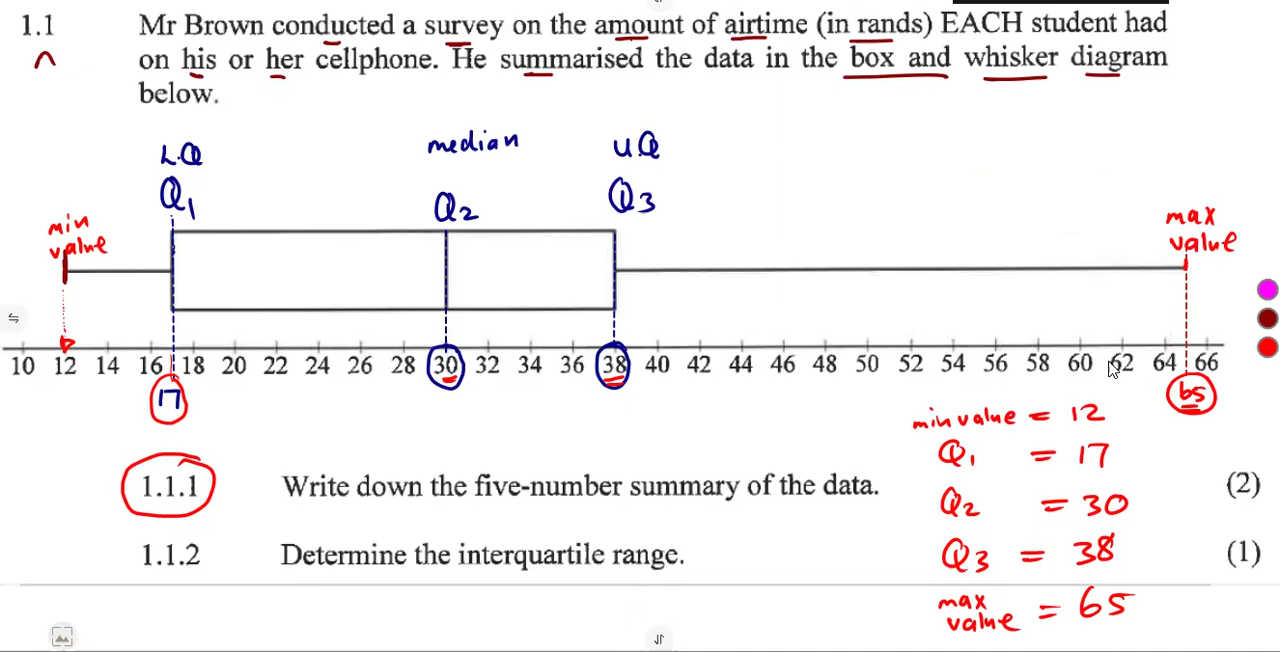 1.1 Mr Brown conducted a survey on the amount of airtime (in rands) EACH student had
on his or her cellphone. He summarised the data in the box and whisker diagram
below.
L.Q median U.Q
Q1 Q2 Q3
min
value
max
value
10 12 14 16 18 20 22 24 26 28 30 32 34 36 38 40 42 44 46 48 50 52 54 56 58 60 62 64 66
17 65
min value = 12
Q1 = 17
1.1.1 Write down the five-number summary of the data. (2)
Q2 = 30
1.1.2 Determine the interquartile range. (1)
Q3 = 38
max
value = 65